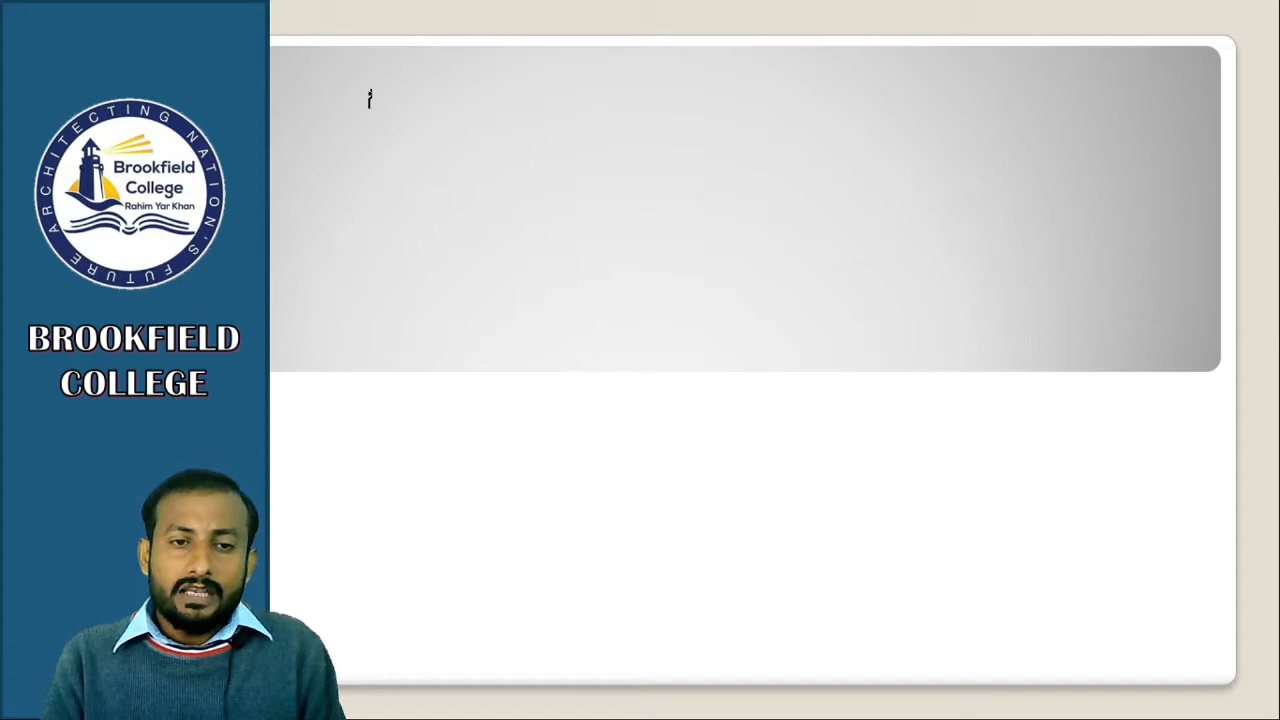 ARCHITECTING NATION'S FUTURE
Brookfield
College
Rahim Yar Khan
BROOKFIELD
COLLEGE